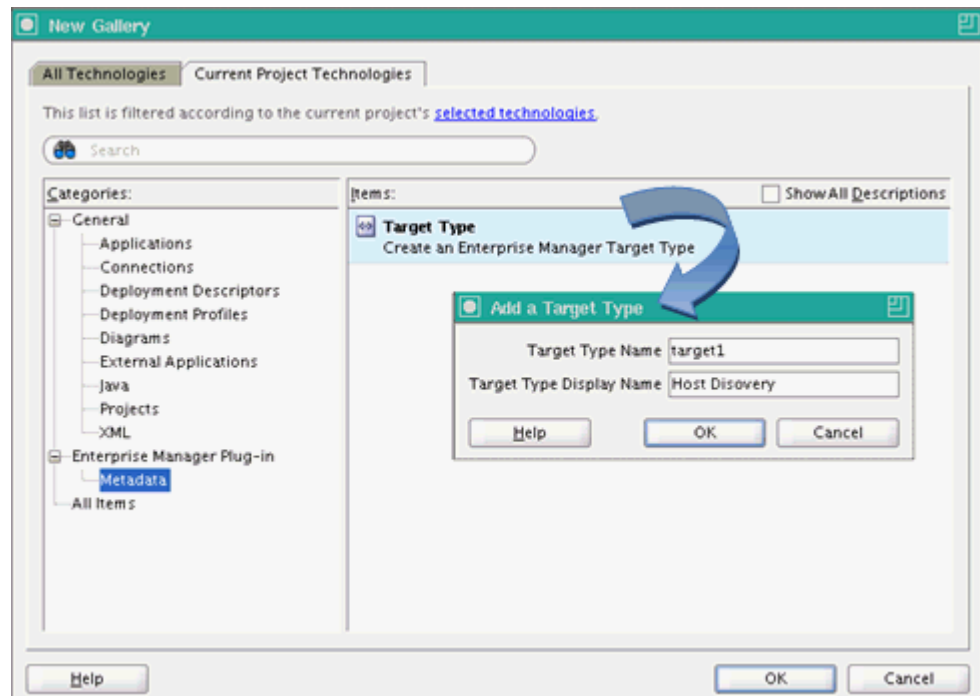 New Gallery
All Technologies
Current Project Technologies
This list is filtered according to the current project's selected technologies.
Search
Categories:
General
Applications
Connections
Deployment Descriptors
Deployment Profiles
Diagrams
External Applications
Java
Projects
XML
Enterprise Manager Plug-in
Metadata
All Items
Items:
Show All Descriptions
Target Type
Create an Enterprise Manager Target Type
Add a Target Type
Target Type Name target1
Target Type Display Name Host Disovery
Help
OK
Cancel
Help
OK
Cancel